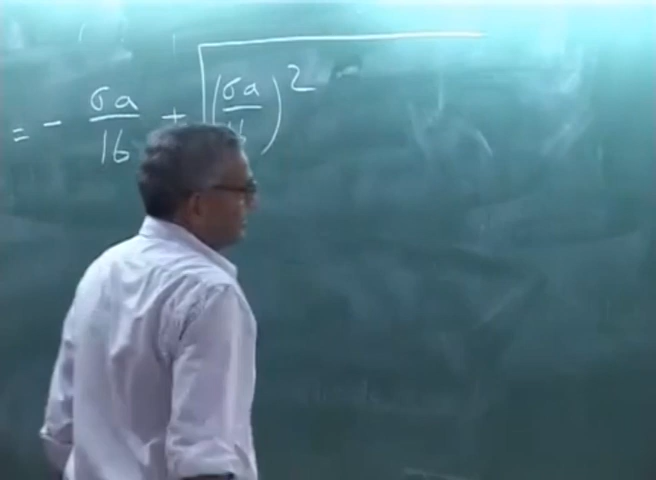 = - σa/16 + √(σa/16)² -